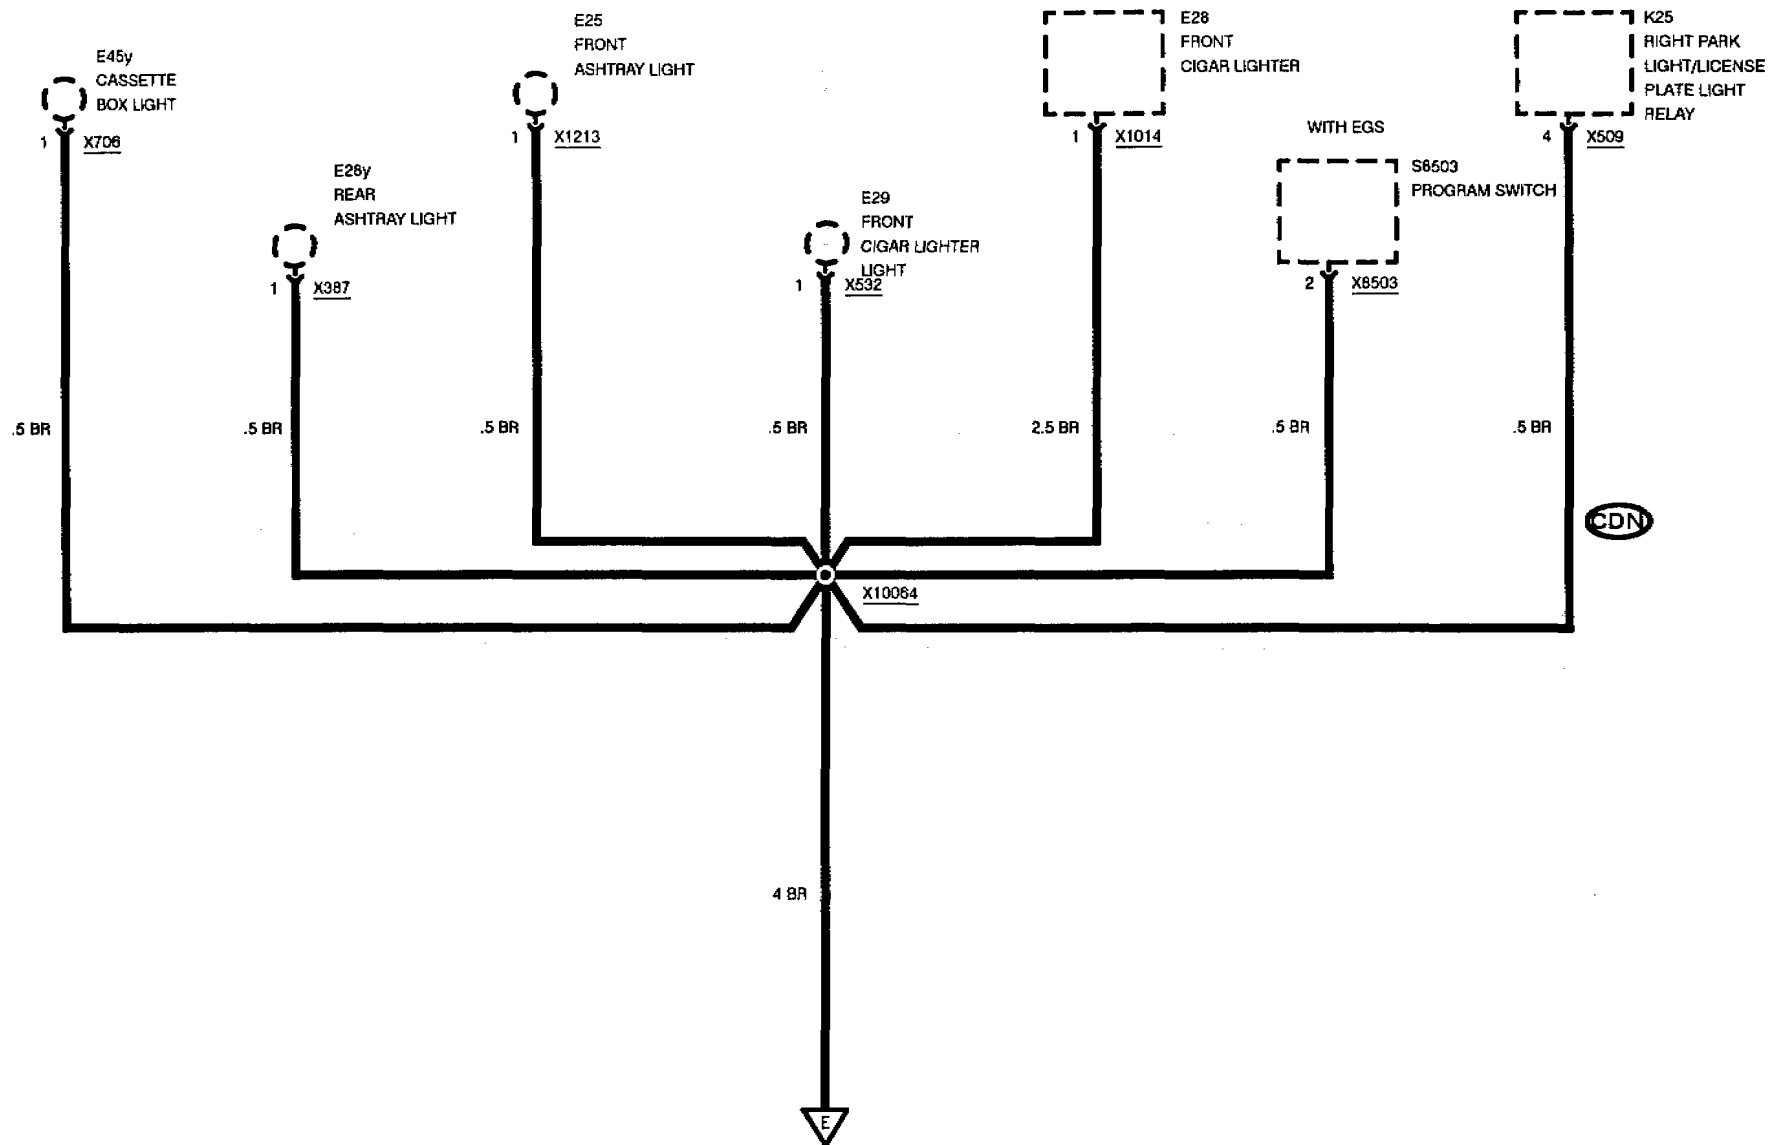 E45y
CASSETTE
BOX LIGHT
1 X706
E26y
REAR
ASHTRAY LIGHT
1 X387
E25
FRONT
ASHTRAY LIGHT
1 X1213
E29
FRONT
CIGAR LIGHTER
LIGHT
1 X532
E28
FRONT
CIGAR LIGHTER
1 X1014
WITH EGS
S8503
PROGRAM SWITCH
2 X8503
K25
RIGHT PARK
LIGHT/LICENSE
PLATE LIGHT
RELAY
4 X509
.5 BR
.5 BR
.5 BR
.5 BR
2.5 BR
.5 BR
.5 BR
CDN
X10064
4 BR
E